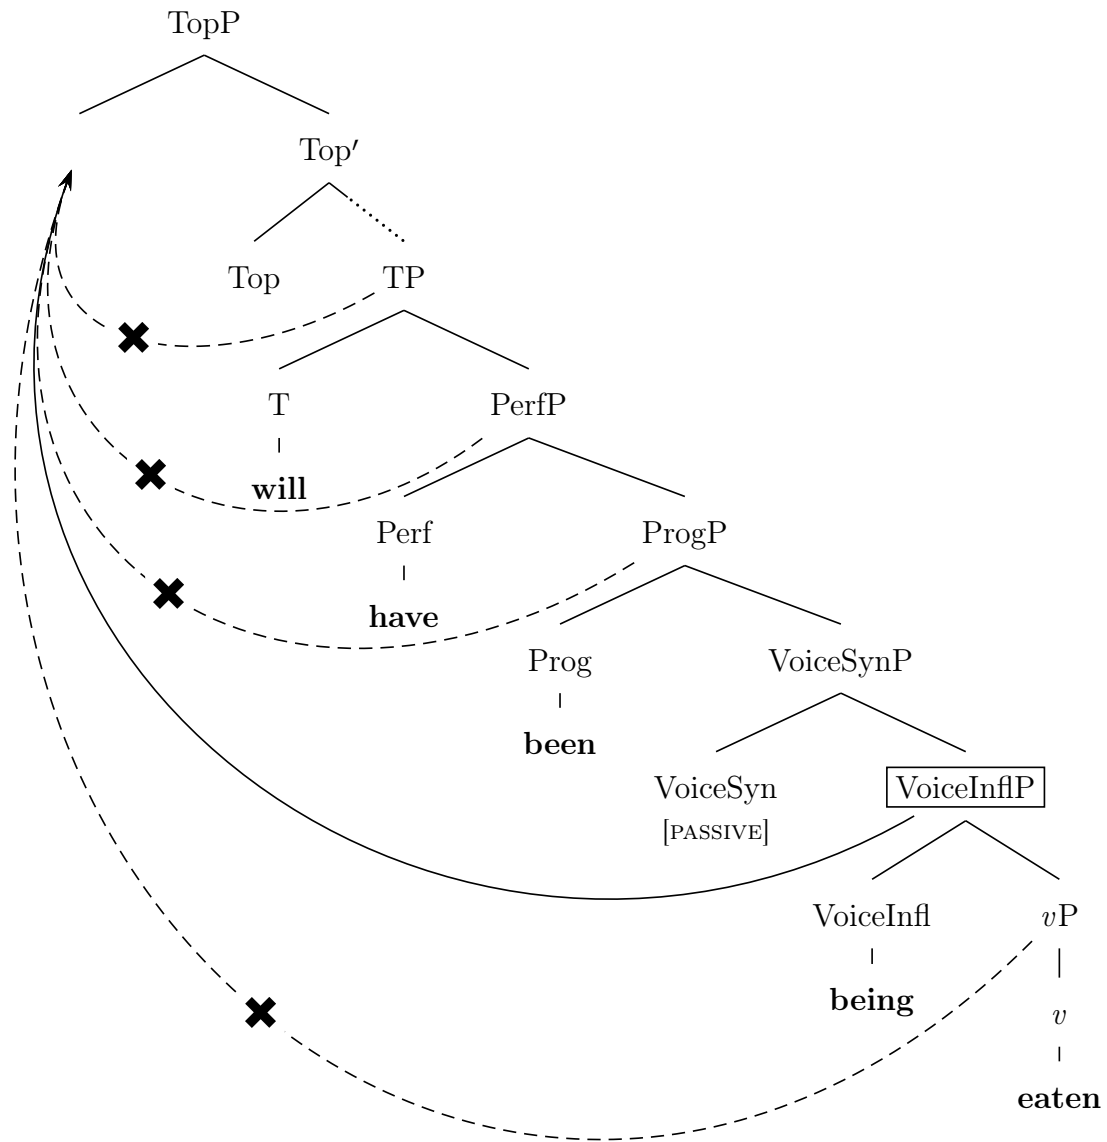 TopP
Top′
Top TP
T PerfP
will
Perf ProgP
have
Prog VoiceSynP
been
VoiceSyn VoiceInflP
[PASSIVE]
VoiceInfl vP
being
v
eaten